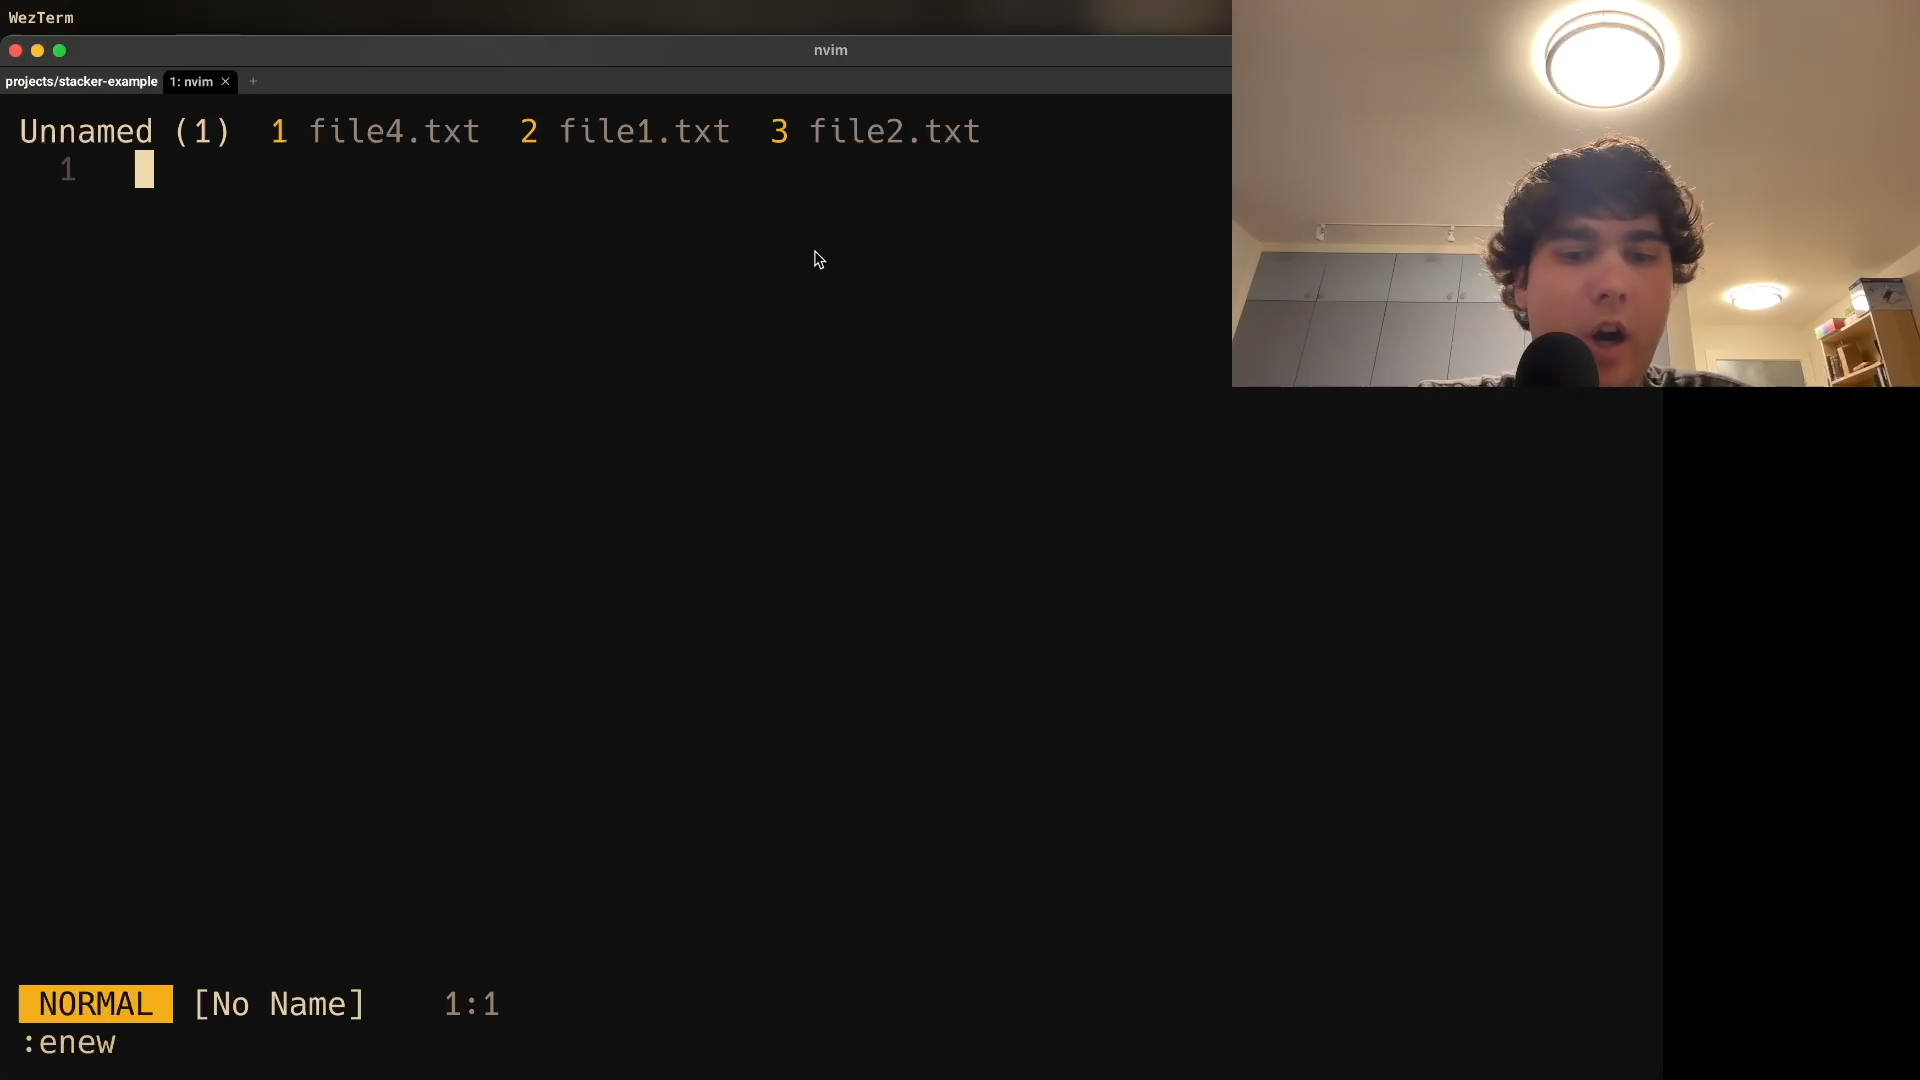 WezTerm
nvim
projects/stacker-example 1: nvim × +
Unnamed (1) 1 file4.txt 2 file1.txt 3 file2.txt
1
NORMAL [No Name] 1:1
:enew